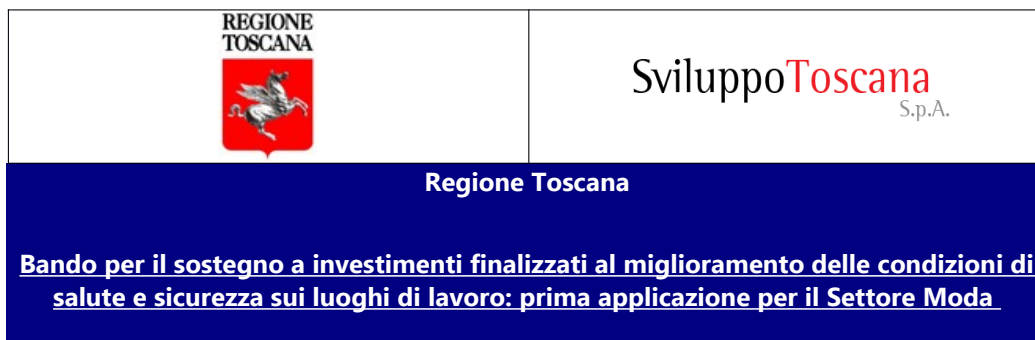 REGIONE
TOSCANA
SviluppoToscana
S.p.A.
Regione Toscana
Bando per il sostegno a investimenti finalizzati al miglioramento delle condizioni di
salute e sicurezza sui luoghi di lavoro: prima applicazione per il Settore Moda